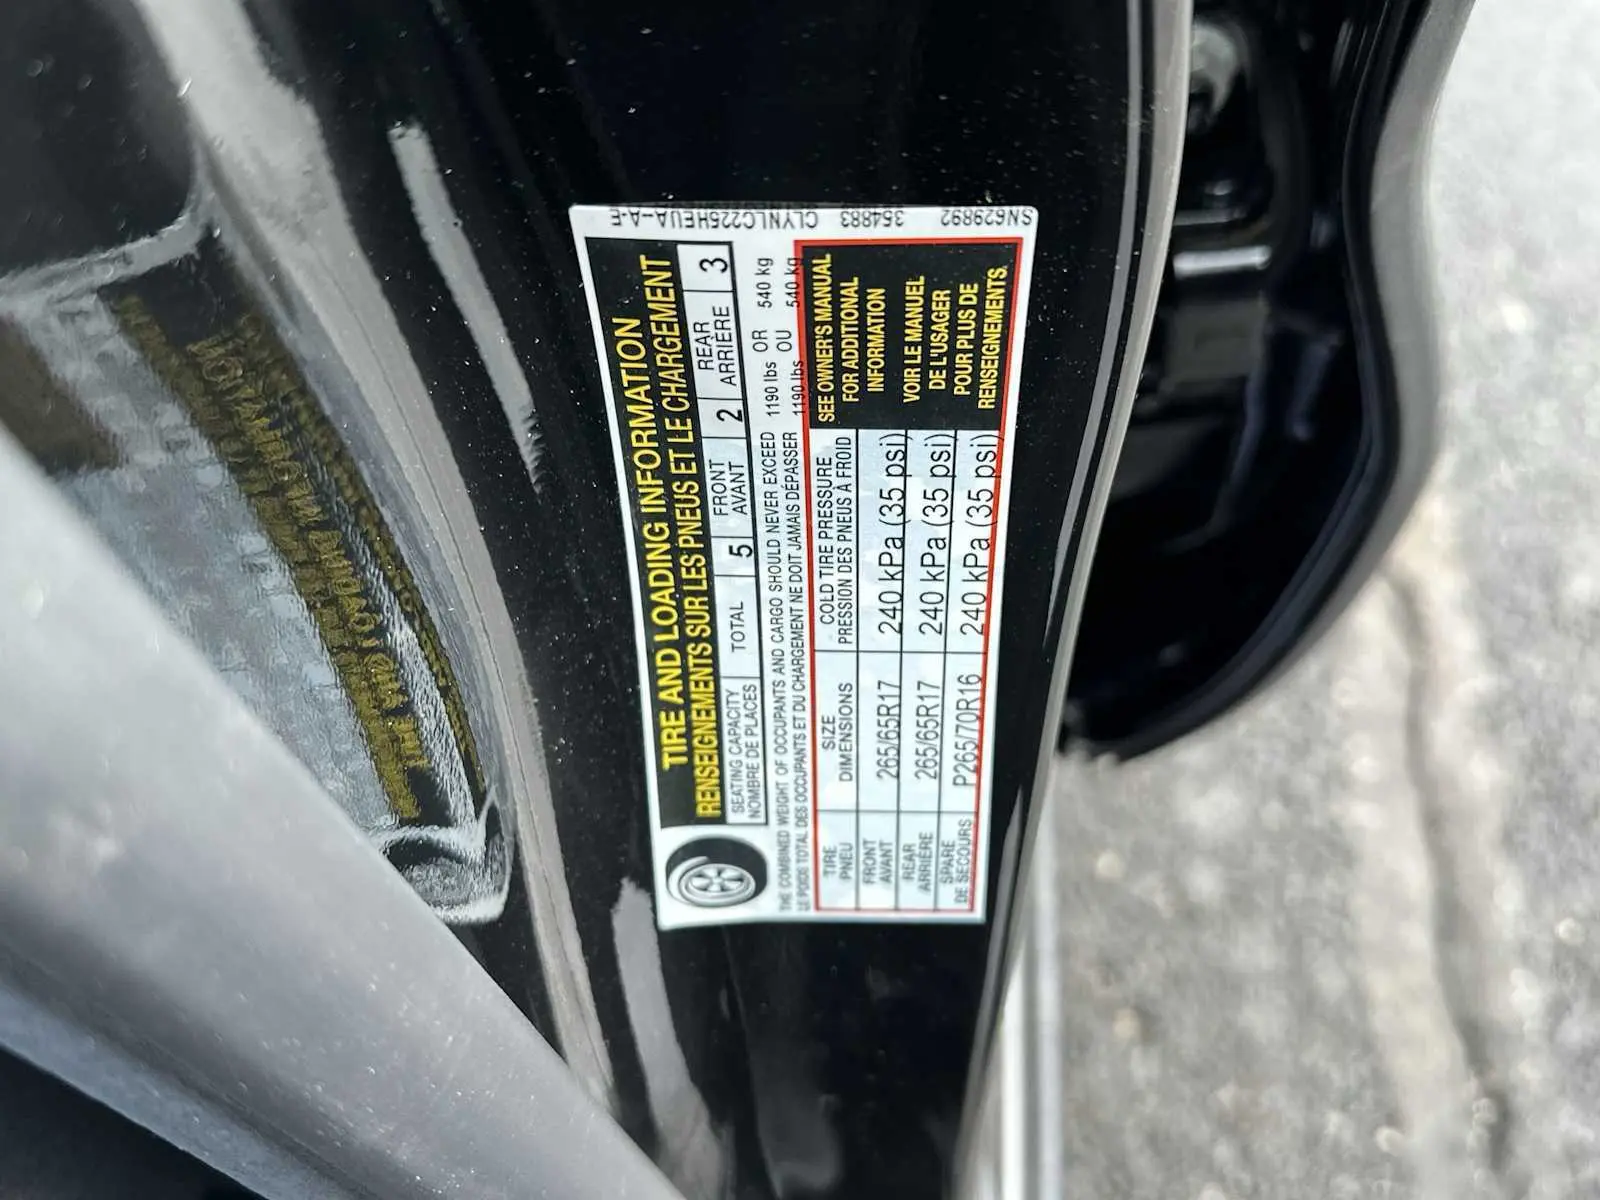 TIRE AND LOADING INFORMATION
RENSEIGNEMENTS SUR LES PNEUS ET LE CHARGEMENT
SEATING CAPACITY
NOMBRE DE PLACES
TOTAL 5
FRONT
AVANT
2
REAR
ARRIÈRE
3
THE COMBINED WEIGHT OF OCCUPANTS AND CARGO SHOULD NEVER EXCEED 1190 lbs OR 540 kg
LE POIDS TOTAL DES OCCUPANTS ET DU CHARGEMENT NE DOIT JAMAIS DÉPASSER 1190 lbs OU 540 kg
TIRE
PNEU
SIZE
DIMENSIONS
COLD TIRE PRESSURE
PRESSION DES PNEUS À FROID
FRONT
AVANT
265/65R17
240 kPa (35 psi)
REAR
ARRIÈRE
265/65R17
240 kPa (35 psi)
SPARE
DE SECOURS
P265/70R16
240 kPa (35 psi)
SEE OWNER'S MANUAL
FOR ADDITIONAL
INFORMATION
VOIR LE MANUEL
DE L'USAGER
POUR PLUS DE
RENSEIGNEMENTS.
SN629892 354883 CLYNLC225HEUA-A-E